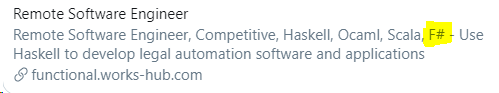 Remote Software Engineer
Remote Software Engineer, Competitive, Haskell, Ocaml, Scala, F# - Use
Haskell to develop legal automation software and applications
functional.works-hub.com